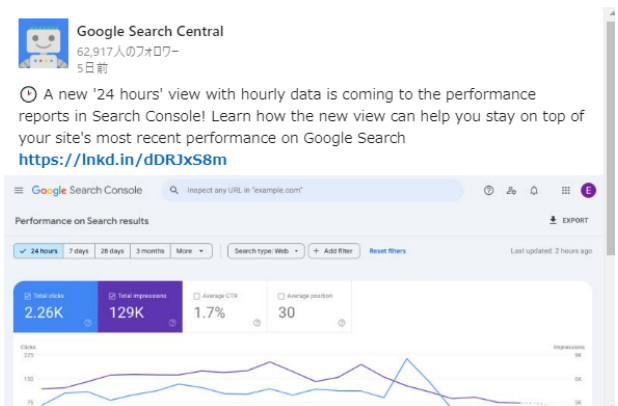 Google Search Central
62,917人のフォロワー
5日前
A new '24 hours' view with hourly data is coming to the performance
reports in Search Console! Learn how the new view can help you stay on top of
your site's most recent performance on Google Search
https://lnkd.in/dDRJxS8m
Google Search Console Inspect any URL in "example.com" E
Performance on Search results EXPORT
24 hours 7 days 28 days 3 months More Search type: Web + Add filter Reset filters Last updated: 2 hours ago
Total clicks Total impressions Average CTR Average position
2.26K 129K 1.7% 30
Clicks Impressions
225 9K
150 6K
75 3K